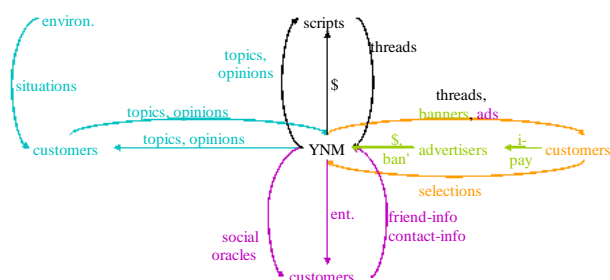 environ.
scripts
topics,
opinions
threads
situations
$
topics, opinions
threads,
banners, ads
customers
topics, opinions
YNM
$,
ban'
advertisers
i-
pay
customers
selections
ent.
friend-info
contact-info
social
oracles
customers